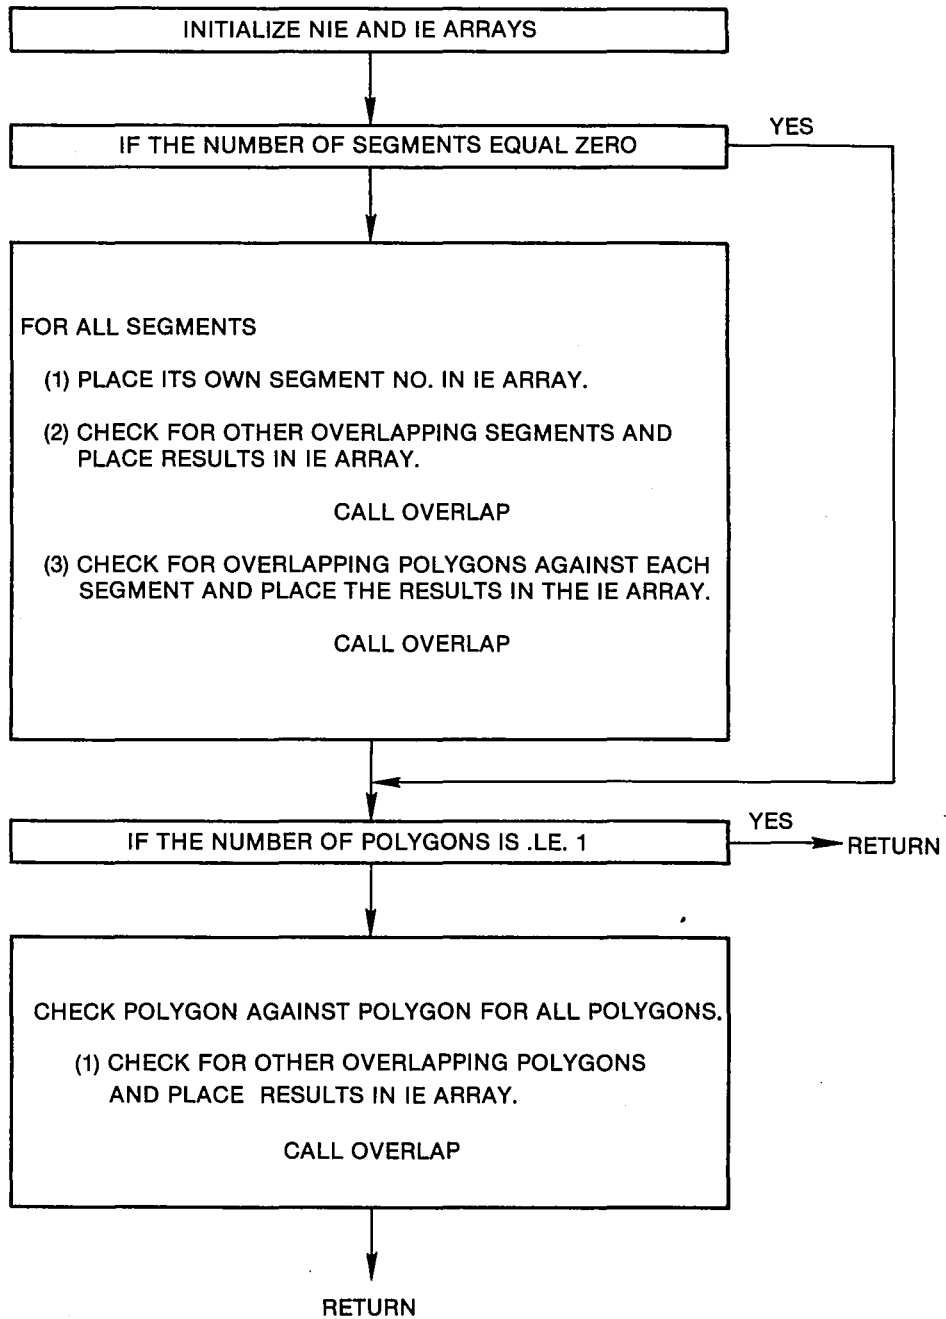 INITIALIZE NIE AND IE ARRAYS
IF THE NUMBER OF SEGMENTS EQUAL ZERO
YES
FOR ALL SEGMENTS
(1) PLACE ITS OWN SEGMENT NO. IN IE ARRAY.
(2) CHECK FOR OTHER OVERLAPPING SEGMENTS AND
PLACE RESULTS IN IE ARRAY.
CALL OVERLAP
(3) CHECK FOR OVERLAPPING POLYGONS AGAINST EACH
SEGMENT AND PLACE THE RESULTS IN THE IE ARRAY.
CALL OVERLAP
IF THE NUMBER OF POLYGONS IS .LE. 1
YES
RETURN
CHECK POLYGON AGAINST POLYGON FOR ALL POLYGONS.
(1) CHECK FOR OTHER OVERLAPPING POLYGONS
AND PLACE RESULTS IN IE ARRAY.
CALL OVERLAP
RETURN